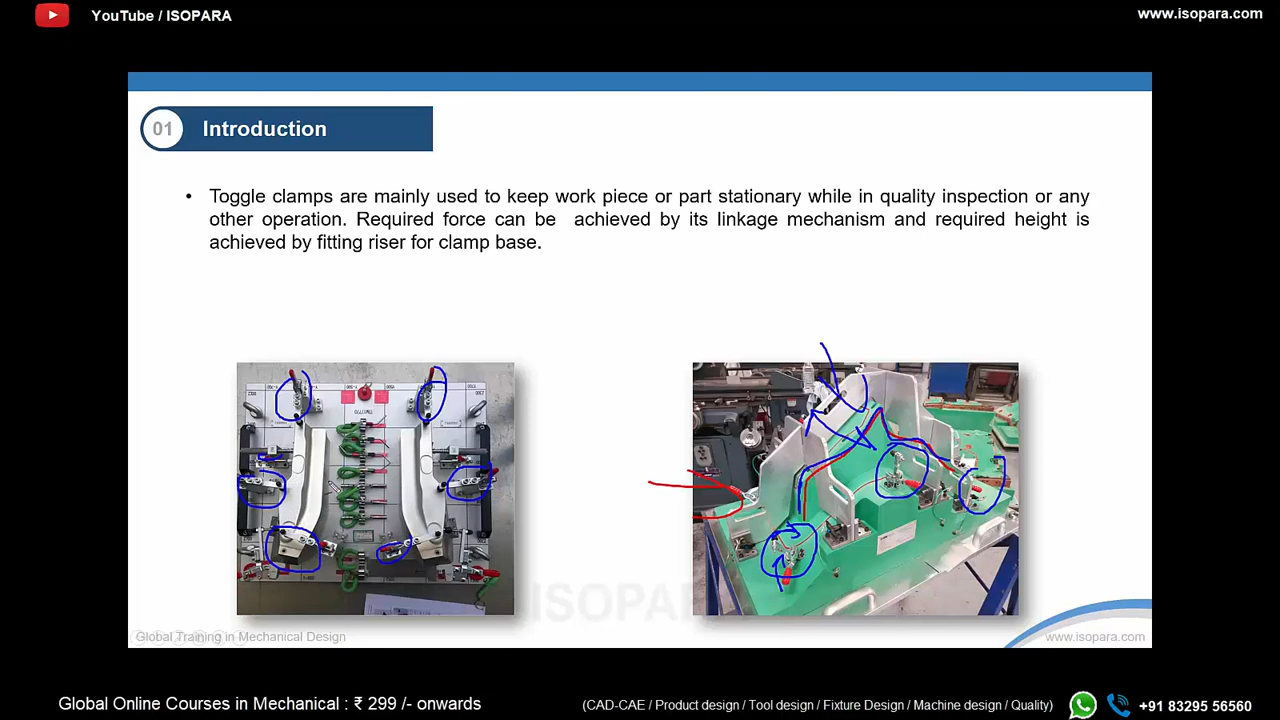 YouTube / ISOPARA
www.isopara.com
01 Introduction
• Toggle clamps are mainly used to keep work piece or part stationary while in quality inspection or any
other operation. Required force can be achieved by its linkage mechanism and required height is
achieved by fitting riser for clamp base.
ISOPARA
Global Training in Mechanical Design
www.isopara.com
Global Online Courses in Mechanical : ₹ 299 /- onwards
(CAD-CAE / Product design / Tool design / Fixture Design / Machine design / Quality)
+91 83295 56560